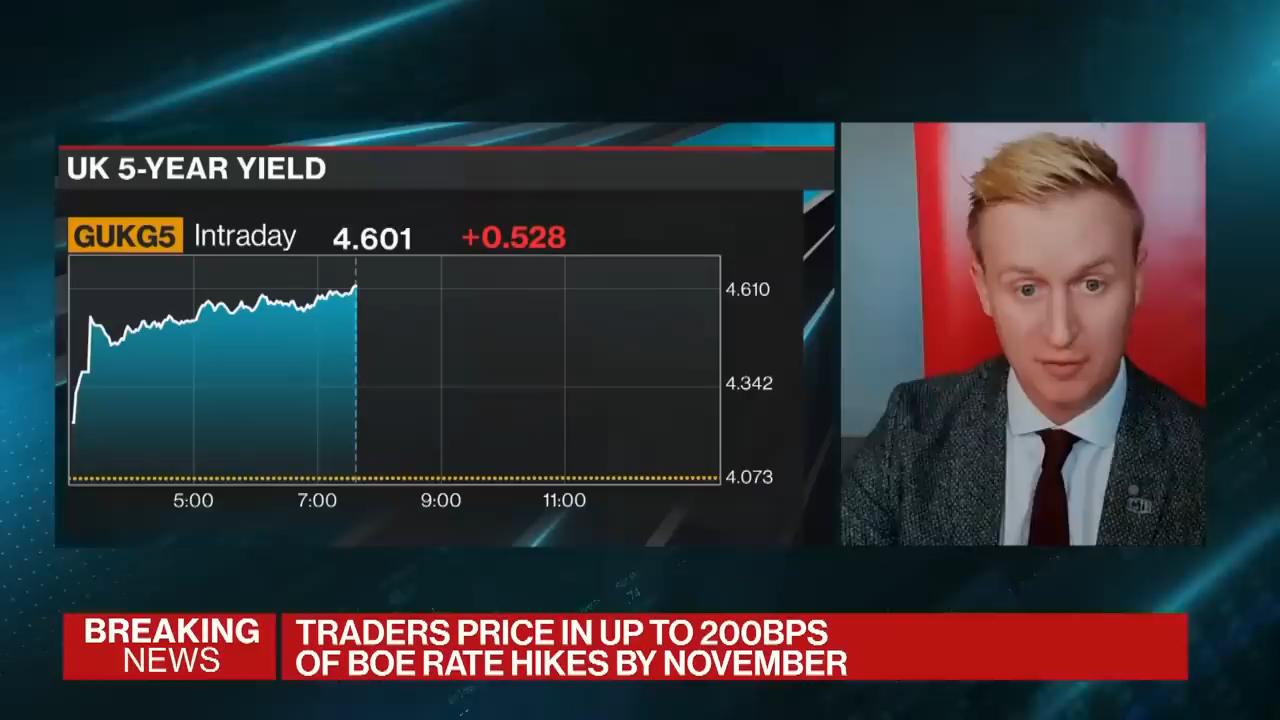 UK 5-YEAR YIELD
GUKG5 Intraday 4.601 +0.528
4.610
4.342
4.073
5:00 7:00 9:00 11:00
BREAKING
NEWS
TRADERS PRICE IN UP TO 200BPS
OF BOE RATE HIKES BY NOVEMBER